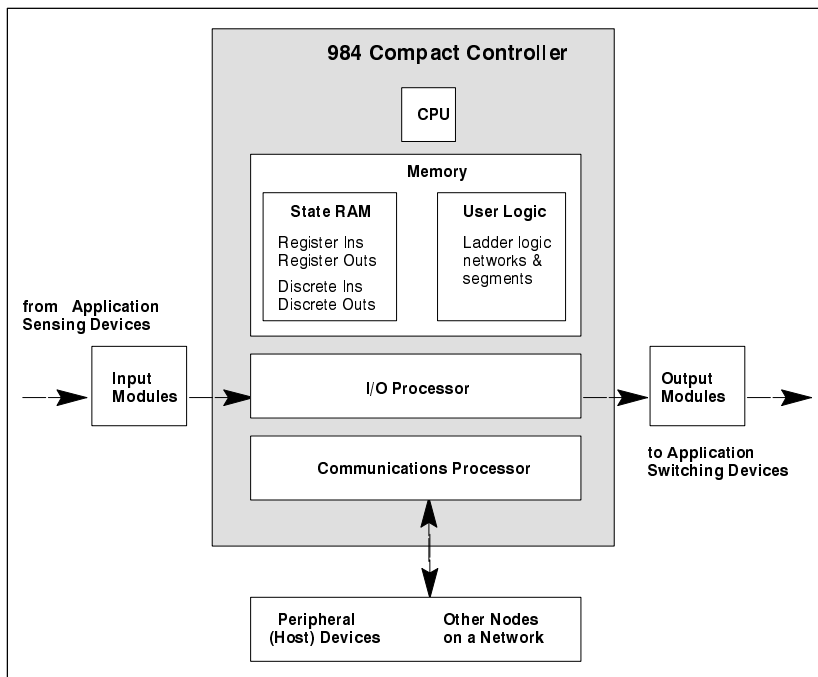 984 Compact Controller
CPU
Memory
State RAM
Register Ins
Register Outs
Discrete Ins
Discrete Outs
User Logic
Ladder logic
networks &
segments
from Application
Sensing Devices
Input
Modules
I/O Processor
Output
Modules
to Application
Switching Devices
Communications Processor
Peripheral
(Host) Devices
Other Nodes
on a Network